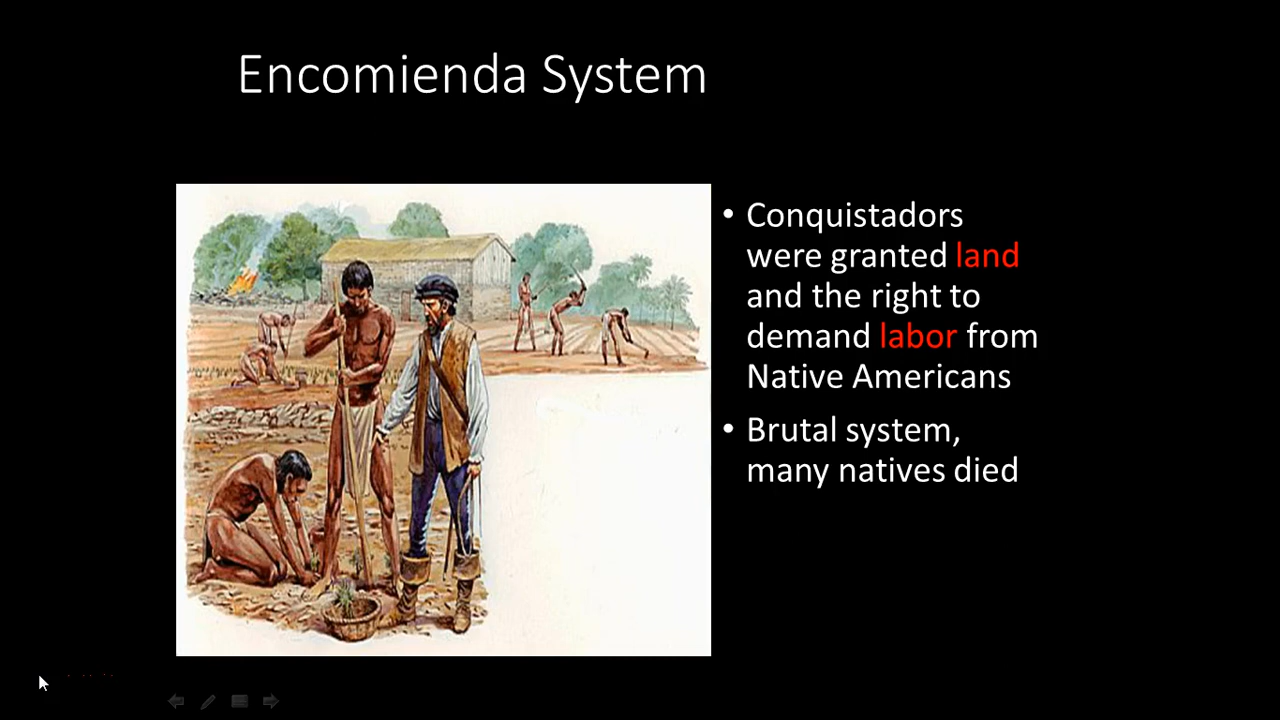 Encomienda System
• Conquistadors
were granted land
and the right to
demand labor from
Native Americans
• Brutal system,
many natives died